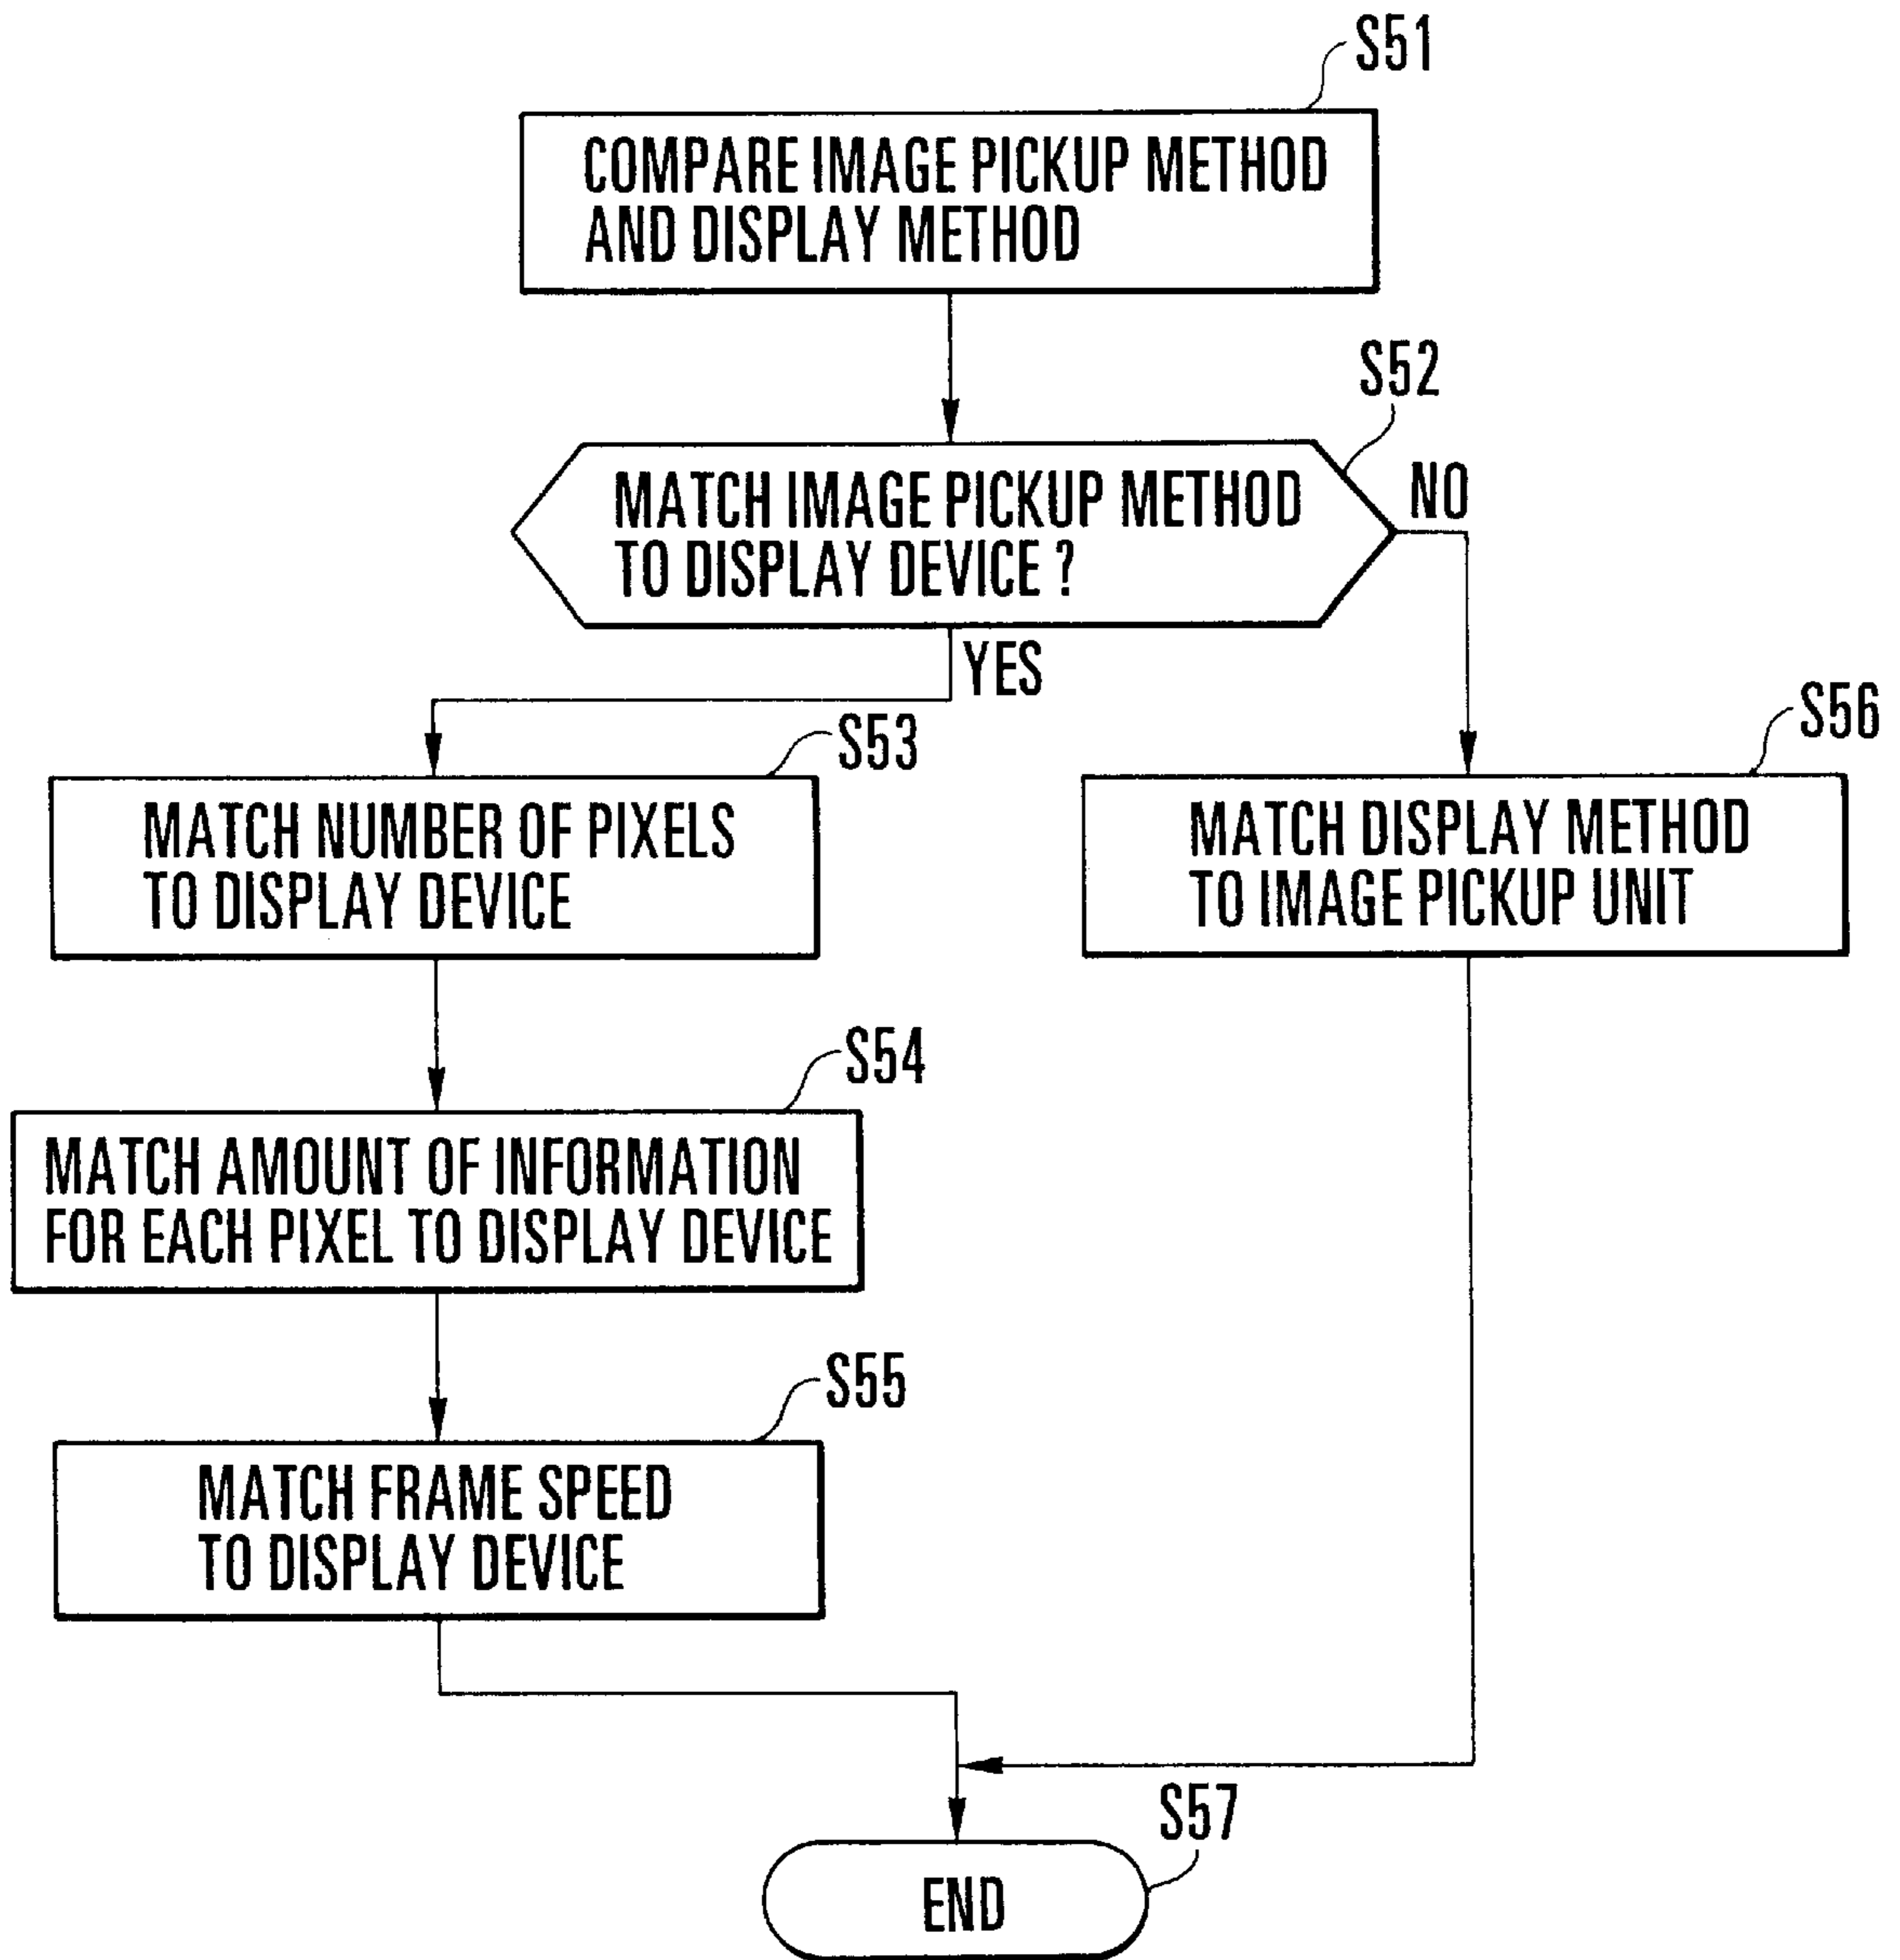 S51
COMPARE IMAGE PICKUP METHOD
AND DISPLAY METHOD
S52
MATCH IMAGE PICKUP METHOD
TO DISPLAY DEVICE ?
NO
YES
S53
MATCH NUMBER OF PIXELS
TO DISPLAY DEVICE
S56
MATCH DISPLAY METHOD
TO IMAGE PICKUP UNIT
S54
MATCH AMOUNT OF INFORMATION
FOR EACH PIXEL TO DISPLAY DEVICE
S55
MATCH FRAME SPEED
TO DISPLAY DEVICE
S57
END